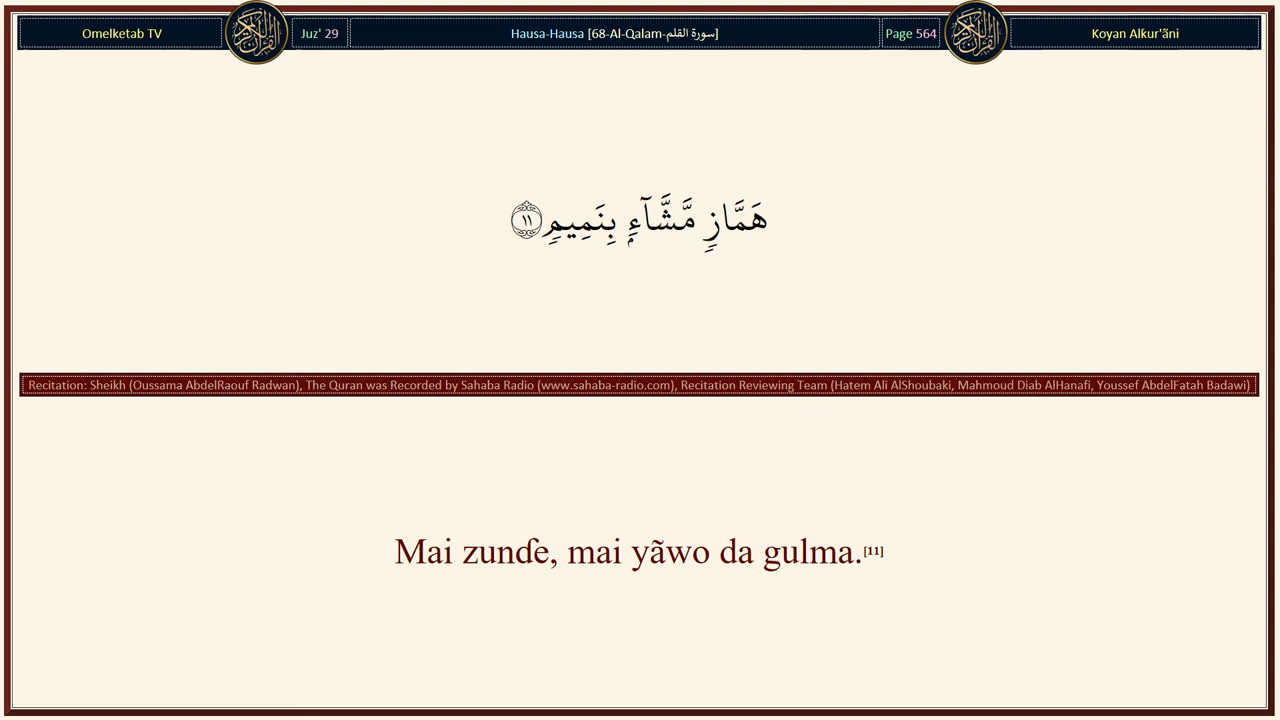 Omelketab TV
Juz' 29
Hausa-Hausa [68-Al-Qalam-سورة القلم]
Page 564
Koyan Alƙur'ãni
هَمَّازٖ مَّشَّآءِۭ بِنَمِيمٖ ١١
Recitation: Sheikh (Oussama AbdelRaouf Radwan), The Quran was Recorded by Sahaba Radio (www.sahaba-radio.com), Recitation Reviewing Team (Hatem Ali AlShoubaki, Mahmoud Diab AlHanafi, Youssef AbdelFatah Badawi)
Mai zunɗe, mai yãwo da gulma.[11]